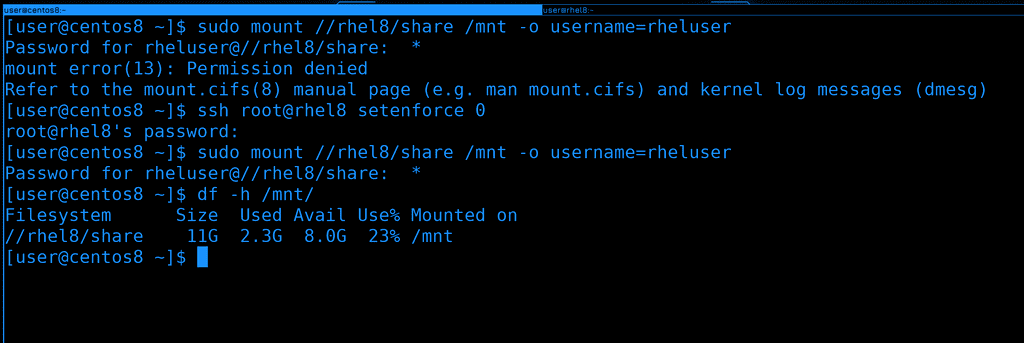 user@centos8:~
user@rhel8:~
[user@centos8 ~]$ sudo mount //rhel8/share /mnt -o username=rheluser
Password for rheluser@//rhel8/share:  *
mount error(13): Permission denied
Refer to the mount.cifs(8) manual page (e.g. man mount.cifs) and kernel log messages (dmesg)
[user@centos8 ~]$ ssh root@rhel8 setenforce 0
root@rhel8's password:
[user@centos8 ~]$ sudo mount //rhel8/share /mnt -o username=rheluser
Password for rheluser@//rhel8/share:  *
[user@centos8 ~]$ df -h /mnt/
Filesystem      Size  Used Avail Use% Mounted on
//rhel8/share    11G  2.3G  8.0G  23% /mnt
[user@centos8 ~]$